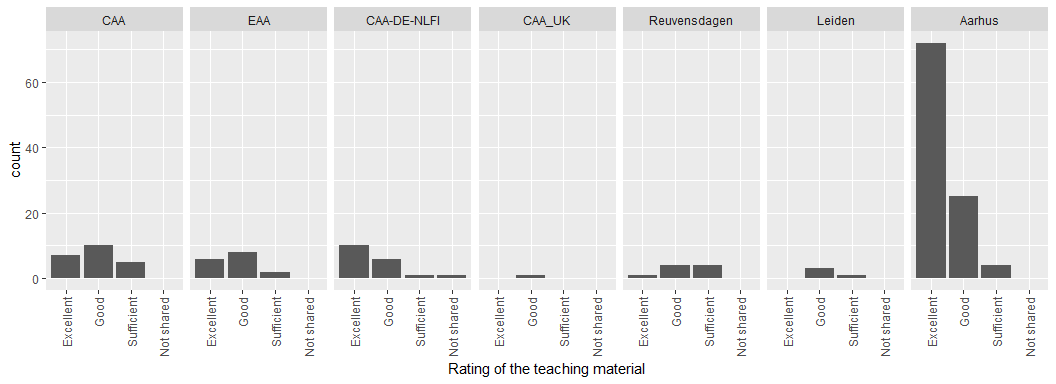 CAA EAA CAA-DE-NLFI CAA_UK Reuvensdagen Leiden Aarhus
count
60
40
20
0
Excellent Good Sufficient Not shared Excellent Good Sufficient Not shared Excellent Good Sufficient Not shared Excellent Good Sufficient Not shared Excellent Good Sufficient Not shared Excellent Good Sufficient Not shared Excellent Good Sufficient Not shared
Rating of the teaching material